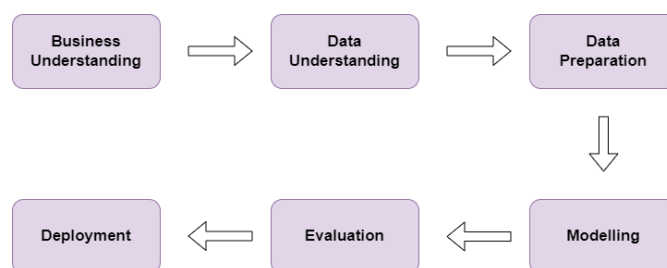 Business
Understanding
Data
Understanding
Data
Preparation
Modelling
Evaluation
Deployment